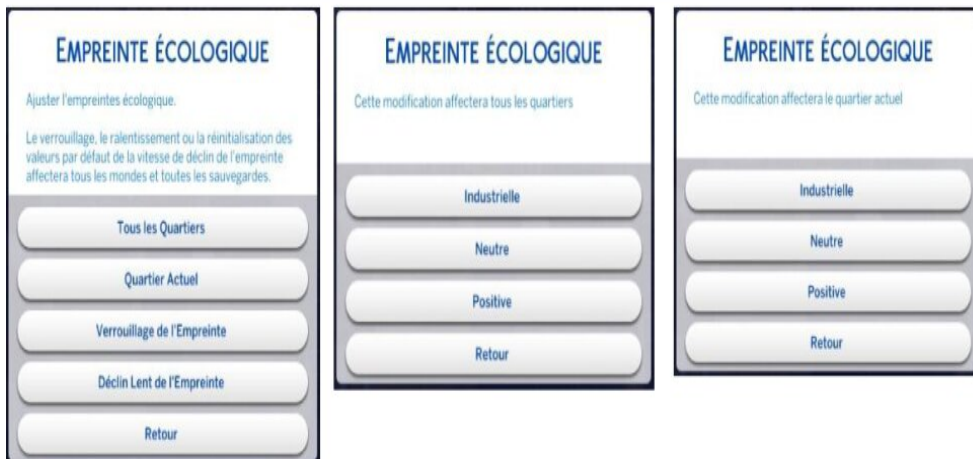 EMPREINTE ÉCOLOGIQUE
Ajuster l'empreintes écologique.
Le verrouillage, le ralentissement ou la réinitialisation des
valeurs par défaut de la vitesse de déclin de l'empreinte
affectera tous les mondes et toutes les sauvegardes.
Tous les Quartiers
Quartier Actuel
Verrouillage de l'Empreinte
Déclin Lent de l'Empreinte
Retour
EMPREINTE ÉCOLOGIQUE
Cette modification affectera tous les quartiers
Industrielle
Neutre
Positive
Retour
EMPREINTE ÉCOLOGIQUE
Cette modification affectera le quartier actuel
Industrielle
Neutre
Positive
Retour